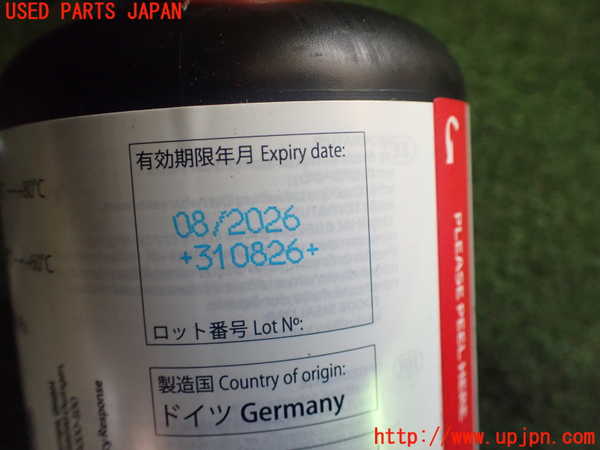 USED PARTS JAPAN
有効期限年月 Expiry date:
08/2026
+310826+
ロット番号 Lot Nº:
製造国 Country of origin:
ドイツ Germany
PLEASE PEEL HERE
http://www.upjpn.com/